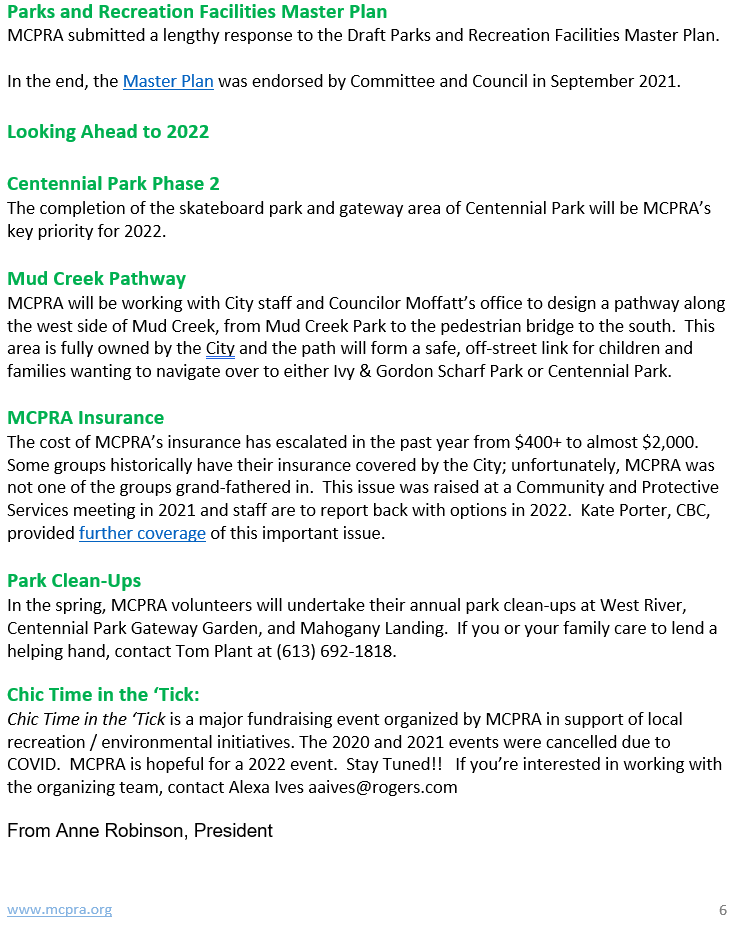 Parks and Recreation Facilities Master Plan
MCPRA submitted a lengthy response to the Draft Parks and Recreation Facilities Master Plan.
In the end, the Master Plan was endorsed by Committee and Council in September 2021.
Looking Ahead to 2022
Centennial Park Phase 2
The completion of the skateboard park and gateway area of Centennial Park will be MCPRA’s
key priority for 2022.
Mud Creek Pathway
MCPRA will be working with City staff and Councilor Moffatt’s office to design a pathway along
the west side of Mud Creek, from Mud Creek Park to the pedestrian bridge to the south.  This
area is fully owned by the City and the path will form a safe, off-street link for children and
families wanting to navigate over to either Ivy & Gordon Scharf Park or Centennial Park.
MCPRA Insurance
The cost of MCPRA’s insurance has escalated in the past year from $400+ to almost $2,000.
Some groups historically have their insurance covered by the City; unfortunately, MCPRA was
not one of the groups grand-fathered in.  This issue was raised at a Community and Protective
Services meeting in 2021 and staff are to report back with options in 2022.  Kate Porter, CBC,
provided further coverage of this important issue.
Park Clean-Ups
In the spring, MCPRA volunteers will undertake their annual park clean-ups at West River,
Centennial Park Gateway Garden, and Mahogany Landing.  If you or your family care to lend a
helping hand, contact Tom Plant at (613) 692-1818.
Chic Time in the ‘Tick:
Chic Time in the ‘Tick is a major fundraising event organized by MCPRA in support of local
recreation / environmental initiatives. The 2020 and 2021 events were cancelled due to
COVID.  MCPRA is hopeful for a 2022 event.  Stay Tuned!!   If you’re interested in working with
the organizing team, contact Alexa Ives aaives@rogers.com
From Anne Robinson, President
www.mcpra.org 6